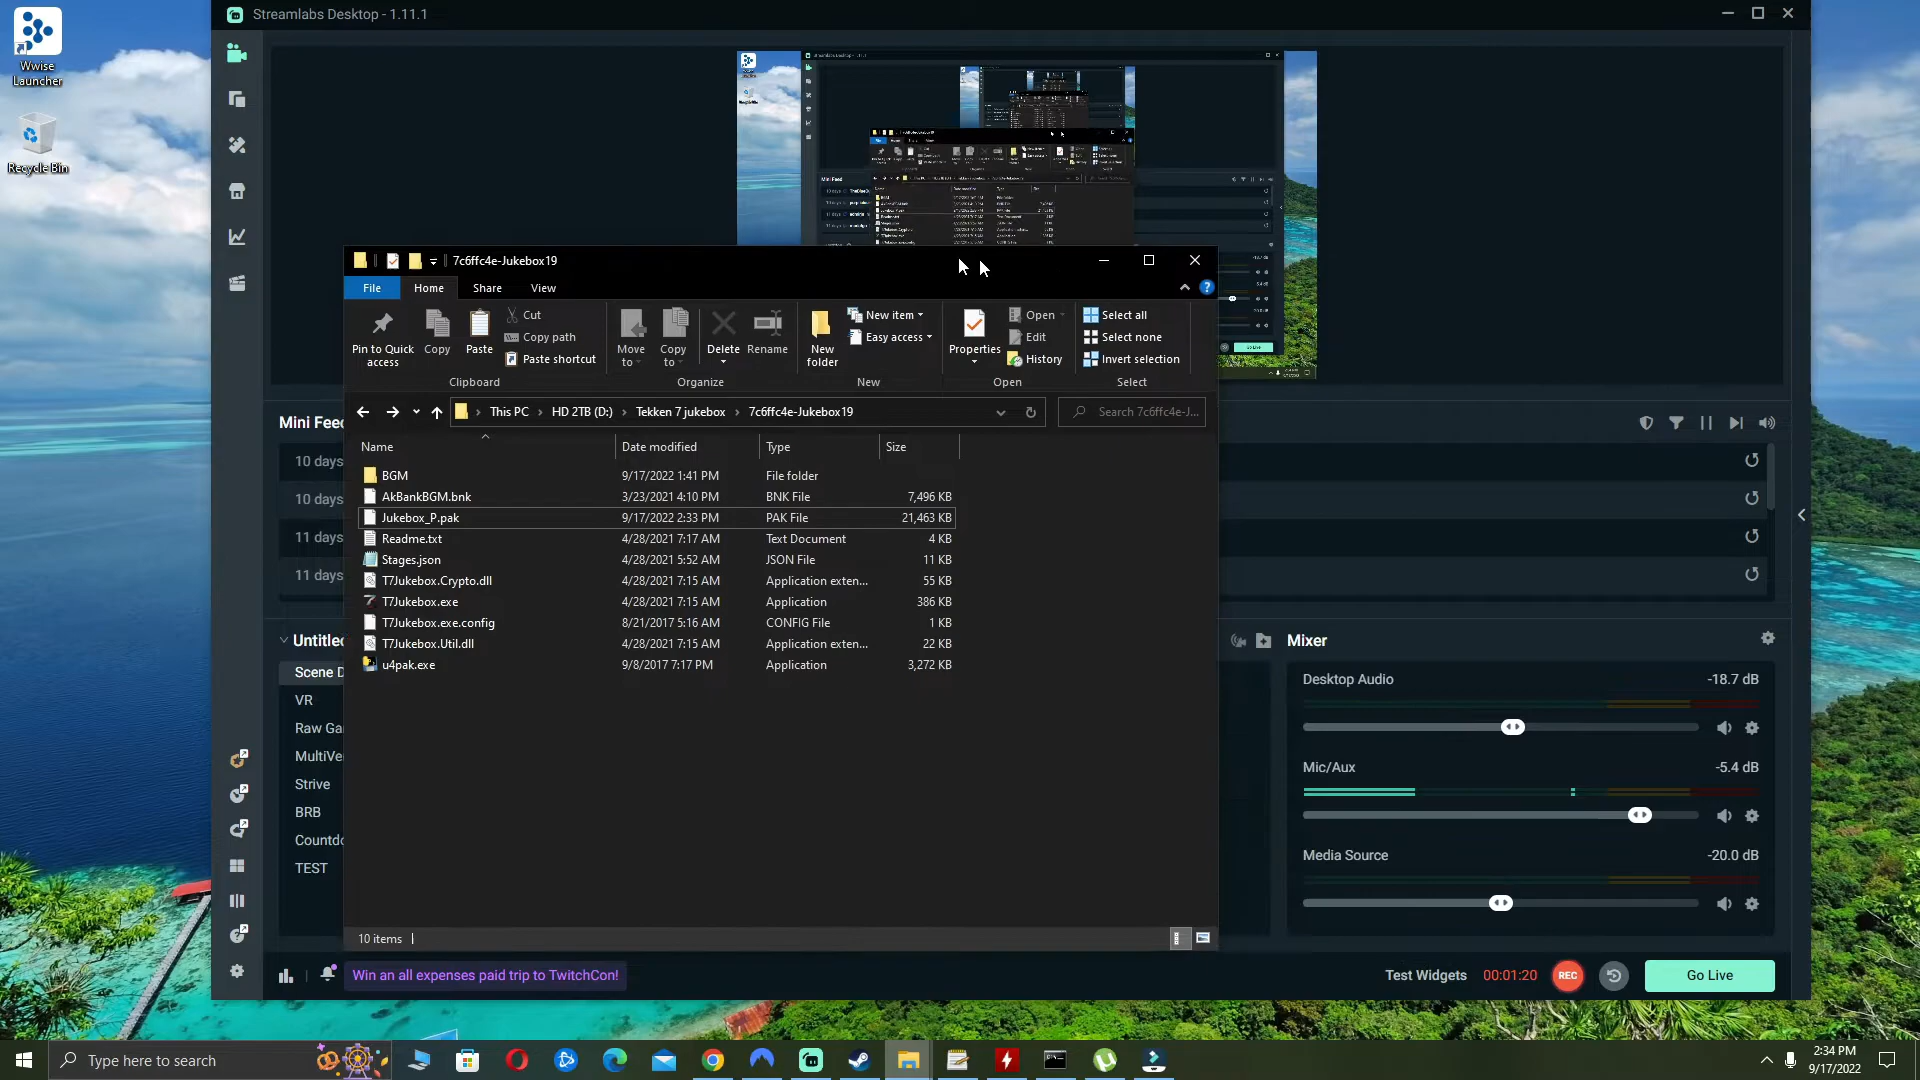 Wwise
Launcher
Recycle Bin
Streamlabs Desktop - 1.11.1
7c6ffc4e-Jukebox19
File
Home
Share
View
Pin to Quick
access
Copy
Paste
Cut
Copy path
Paste shortcut
Clipboard
Move
to
Copy
to
Delete
Rename
Organize
New
folder
New item
Easy access
New
Properties
Open
Edit
History
Open
Select all
Select none
Invert selection
Select
This PC
HD 2TB (D:)
Tekken 7 jukebox
7c6ffc4e-Jukebox19
Search 7c6ffc4e-J...
Name Date modified Type Size
BGM 9/17/2022 1:41 PM File folder
AkBankBGM.bnk 3/23/2021 4:10 PM BNK File 7,496 KB
Jukebox_P.pak 9/17/2022 2:33 PM PAK File 21,463 KB
Readme.txt 4/28/2021 7:17 AM Text Document 4 KB
Stages.json 4/28/2021 5:52 AM JSON File 11 KB
T7Jukebox.Crypto.dll 4/28/2021 7:15 AM Application exten... 55 KB
T7Jukebox.exe 4/28/2021 7:15 AM Application 386 KB
T7Jukebox.exe.config 8/21/2017 5:16 AM CONFIG File 1 KB
T7Jukebox.Util.dll 4/28/2021 7:15 AM Application exten... 22 KB
u4pak.exe 9/8/2017 7:17 PM Application 3,272 KB
10 items
Mini Feed
10 days
10 days
11 days
11 days
Untitled
Scene D
VR
Raw Ga
MultiVe
Strive
BRB
Countdo
TEST
Mixer
Desktop Audio -18.7 dB
Mic/Aux -5.4 dB
Media Source -20.0 dB
Win an all expenses paid trip to TwitchCon!
Test Widgets 00:01:20 REC Go Live
Type here to search
2:34 PM
9/17/2022